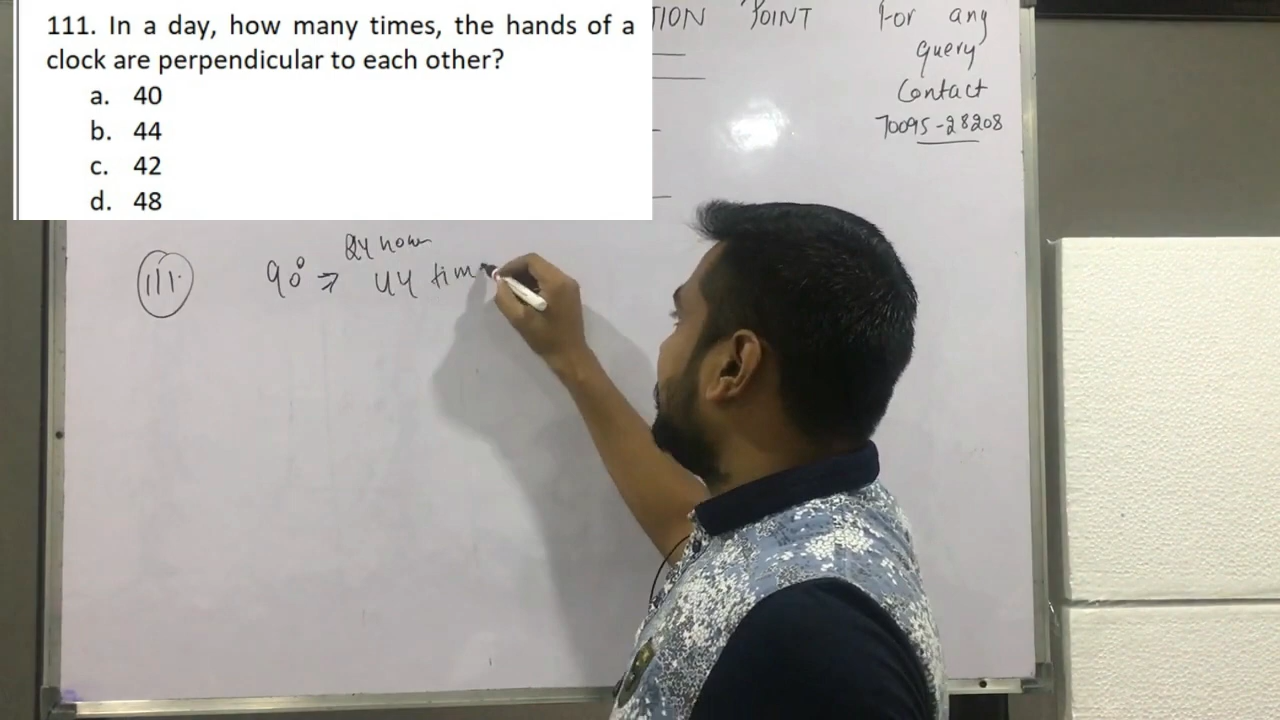 111. In a day, how many times, the hands of a
clock are perpendicular to each other?
a. 40
b. 44
c. 42
d. 48
TION POINT
For any
query
Contact
70095-28208
111.
24 hour
90° → 44 tim